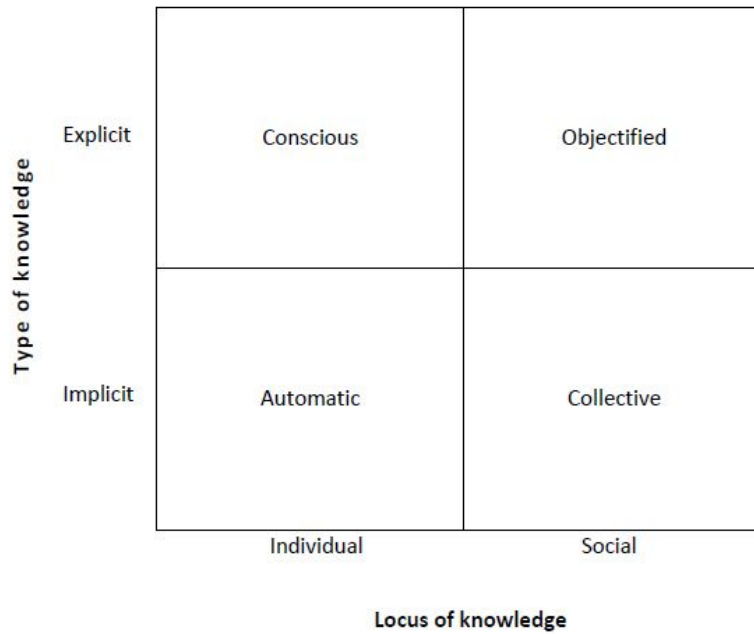 Type of knowledge
Explicit
Conscious
Objectified
Implicit
Automatic
Collective
Individual
Social
Locus of knowledge